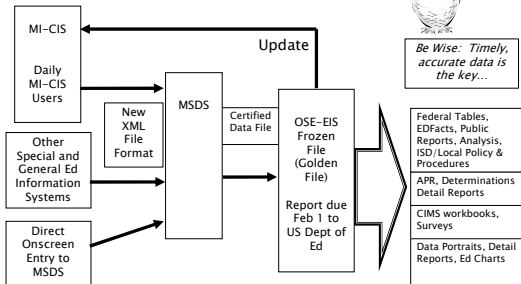 MI-CIS
Daily
MI-CIS
Users
Update
Be Wise: Timely,
accurate data is
the key…
MSDS
New
XML
File
Format
Certified
Data File
OSE-EIS
Frozen
File
(Golden
File)
Report due
Feb 1 to
US Dept of
Ed
Other
Special and
General Ed
Information
Systems
Direct
Onscreen
Entry to
MSDS
Federal Tables,
EDFacts, Public
Reports, Analysis,
ISD/Local Policy &
Procedures
APR, Determinations
Detail Reports
CIMS workbooks,
Surveys
Data Portraits, Detail
Reports, Ed Charts